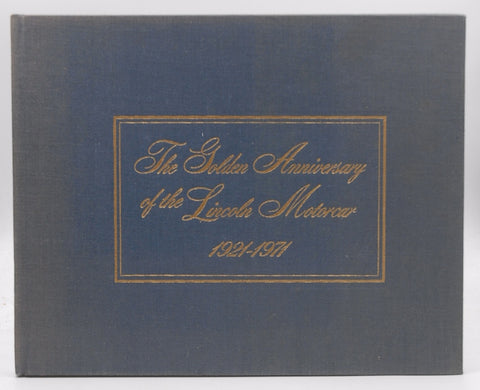 The Golden Anniversary
of the Lincoln Motorcar
1921-1971